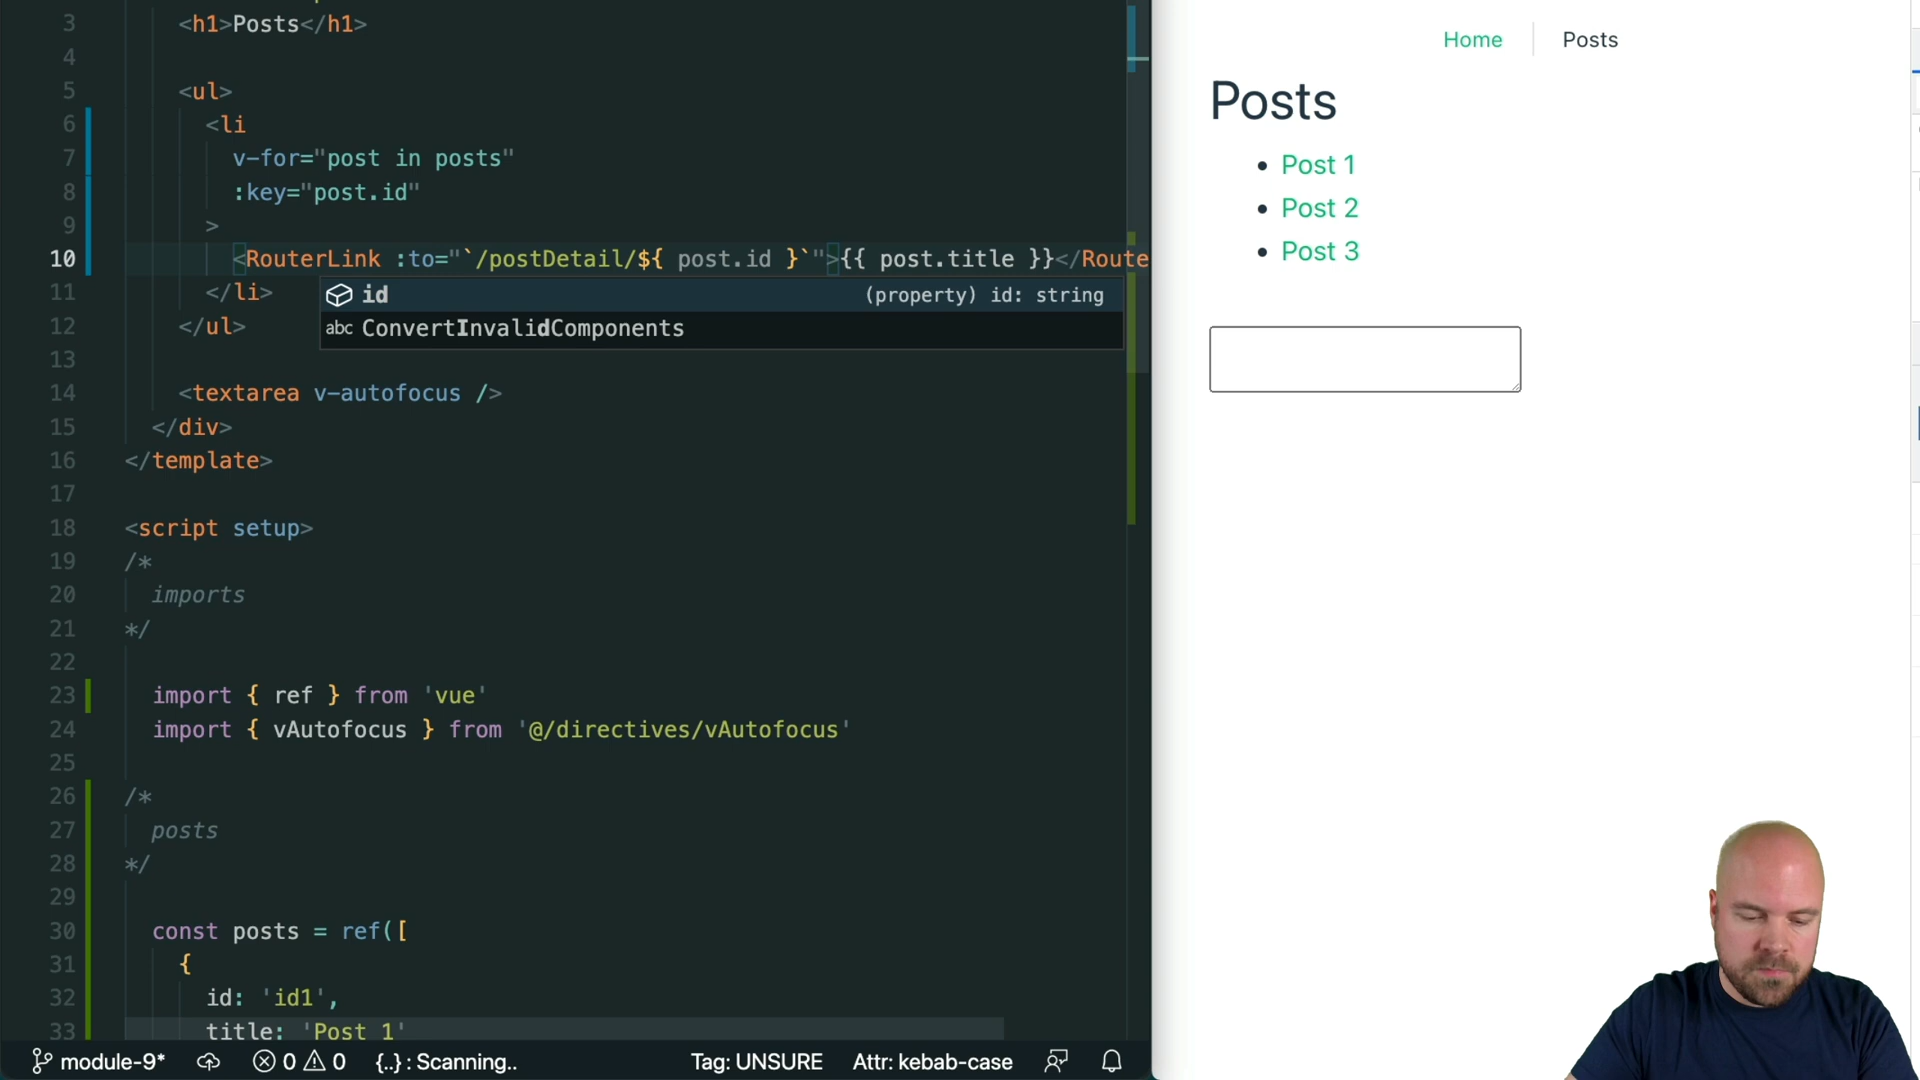 3 <h1>Posts</h1>
4
5 <ul>
6 <li
7 v-for="post in posts"
8 :key="post.id"
9 >
10 <RouterLink :to="`/postDetail/${ post.id }`">{{ post.title }}</Route
11 </li>
id (property) id: string
12 </ul>
abc ConvertInvalidComponents
13
14 <textarea v-autofocus />
15 </div>
16 </template>
17
18 <script setup>
19 /*
20 imports
21 */
22
23 import { ref } from 'vue'
24 import { vAutofocus } from '@/directives/vAutofocus'
25
26 /*
27 posts
28 */
29
30 const posts = ref([
31 {
32 id: 'id1',
33 title: 'Post 1'
module-9* 0 0 {..} : Scanning.. Tag: UNSURE Attr: kebab-case
Home Posts
Posts
• Post 1
• Post 2
• Post 3